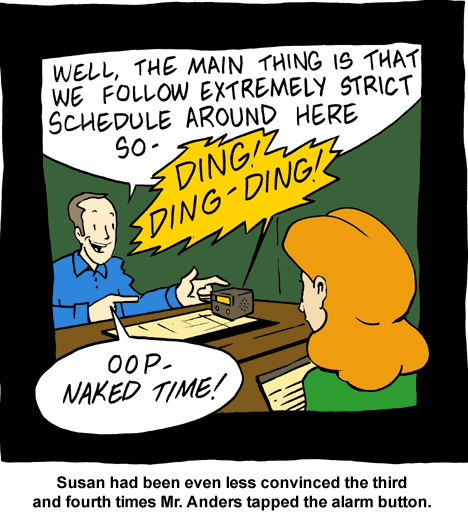 WELL, THE MAIN THING IS THAT
WE FOLLOW EXTREMELY STRICT
SCHEDULE AROUND HERE
SO-
DING!
DING-DING!
OOP-
NAKED TIME!
Susan had been even less convinced the third
and fourth times Mr. Anders tapped the alarm button.